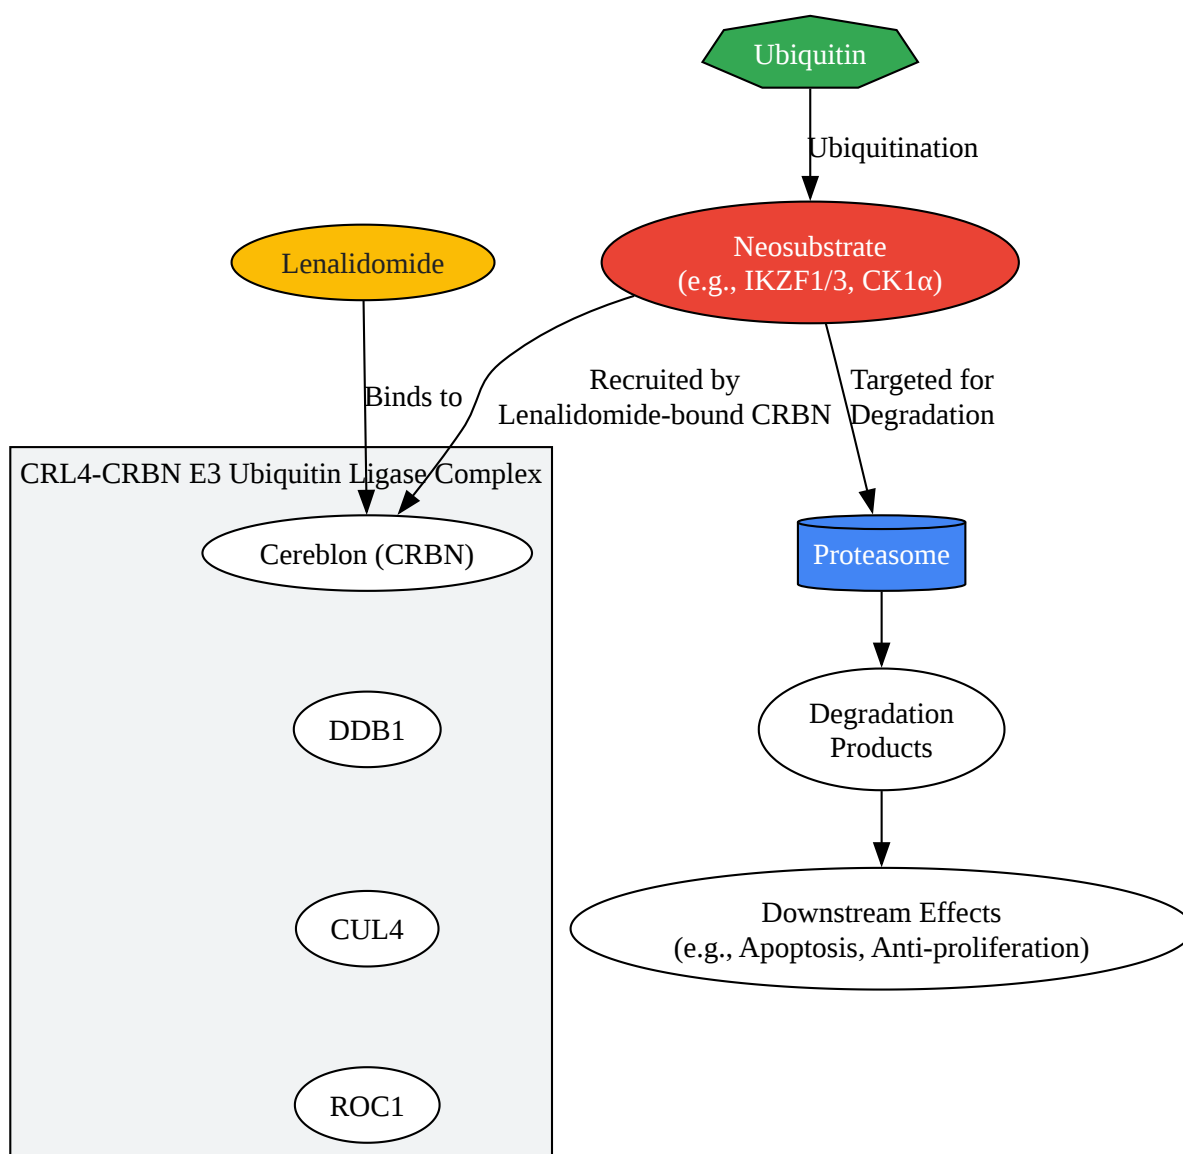 Ubiquitin
Ubiquitination
Lenalidomide
Neosubstrate
(e.g., IKZF1/3, CK1α)
Binds to
Recruited by
Lenalidomide-bound CRBN
Targeted for
Degradation
CRL4-CRBN E3 Ubiquitin Ligase Complex
Cereblon (CRBN)
Proteasome
DDB1
Degradation
Products
CUL4
Downstream Effects
(e.g., Apoptosis, Anti-proliferation)
ROC1